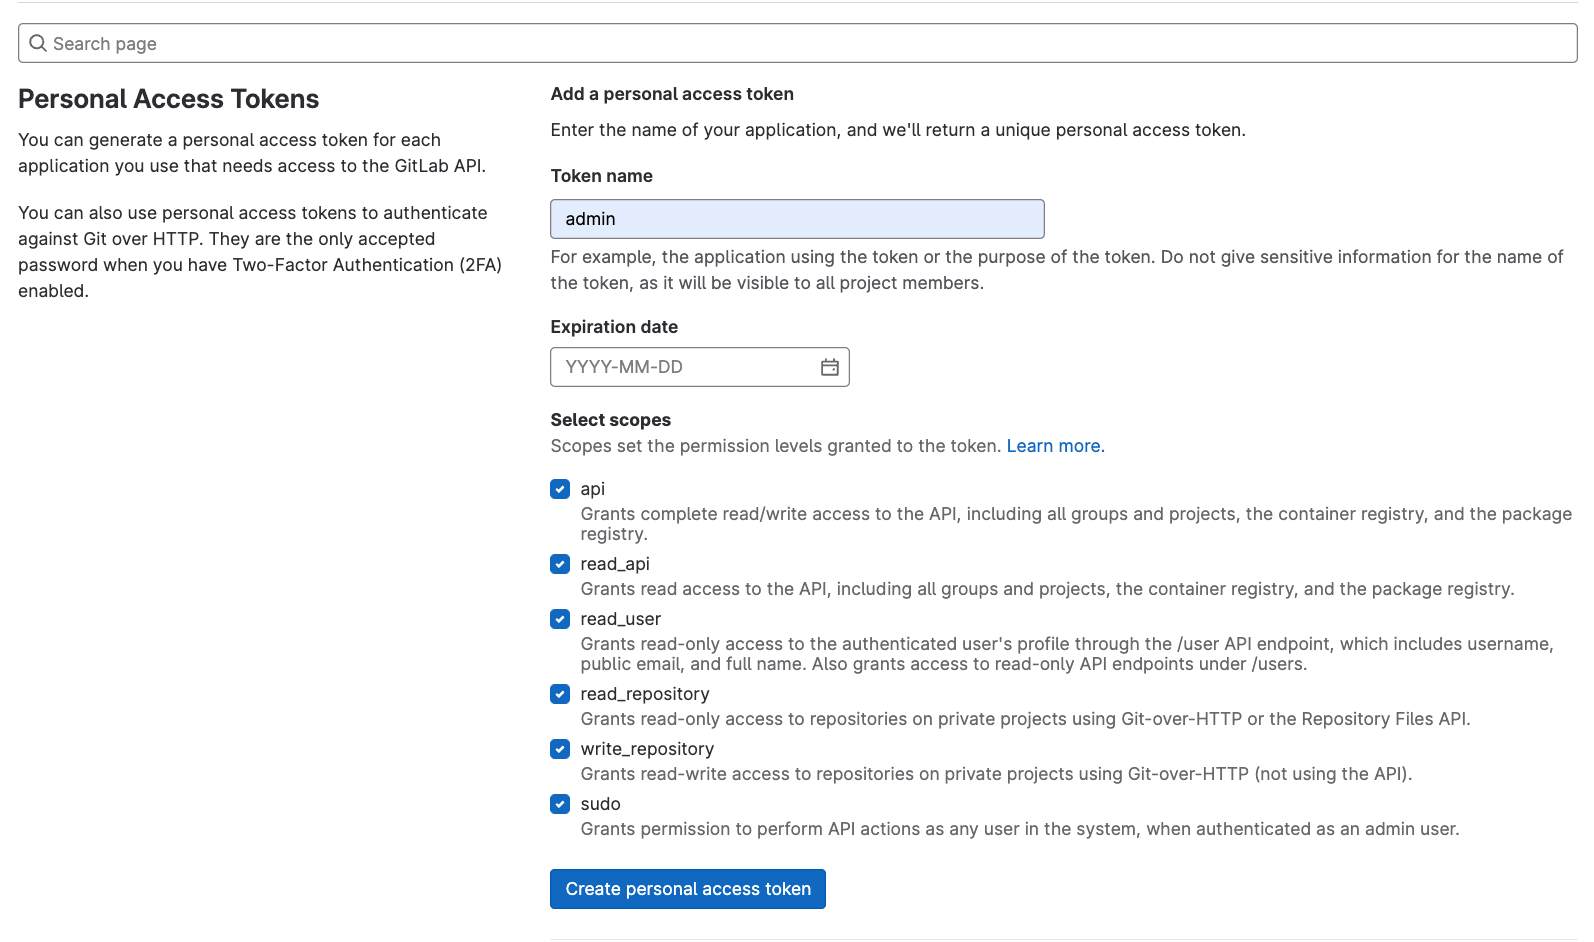 Search page
Personal Access Tokens
You can generate a personal access token for each
application you use that needs access to the GitLab API.
You can also use personal access tokens to authenticate
against Git over HTTP. They are the only accepted
password when you have Two-Factor Authentication (2FA)
enabled.
Add a personal access token
Enter the name of your application, and we'll return a unique personal access token.
Token name
admin
For example, the application using the token or the purpose of the token. Do not give sensitive information for the name of
the token, as it will be visible to all project members.
Expiration date
YYYY-MM-DD
Select scopes
Scopes set the permission levels granted to the token. Learn more.
api
Grants complete read/write access to the API, including all groups and projects, the container registry, and the package
registry.
read_api
Grants read access to the API, including all groups and projects, the container registry, and the package registry.
read_user
Grants read-only access to the authenticated user's profile through the /user API endpoint, which includes username,
public email, and full name. Also grants access to read-only API endpoints under /users.
read_repository
Grants read-only access to repositories on private projects using Git-over-HTTP or the Repository Files API.
write_repository
Grants read-write access to repositories on private projects using Git-over-HTTP (not using the API).
sudo
Grants permission to perform API actions as any user in the system, when authenticated as an admin user.
Create personal access token